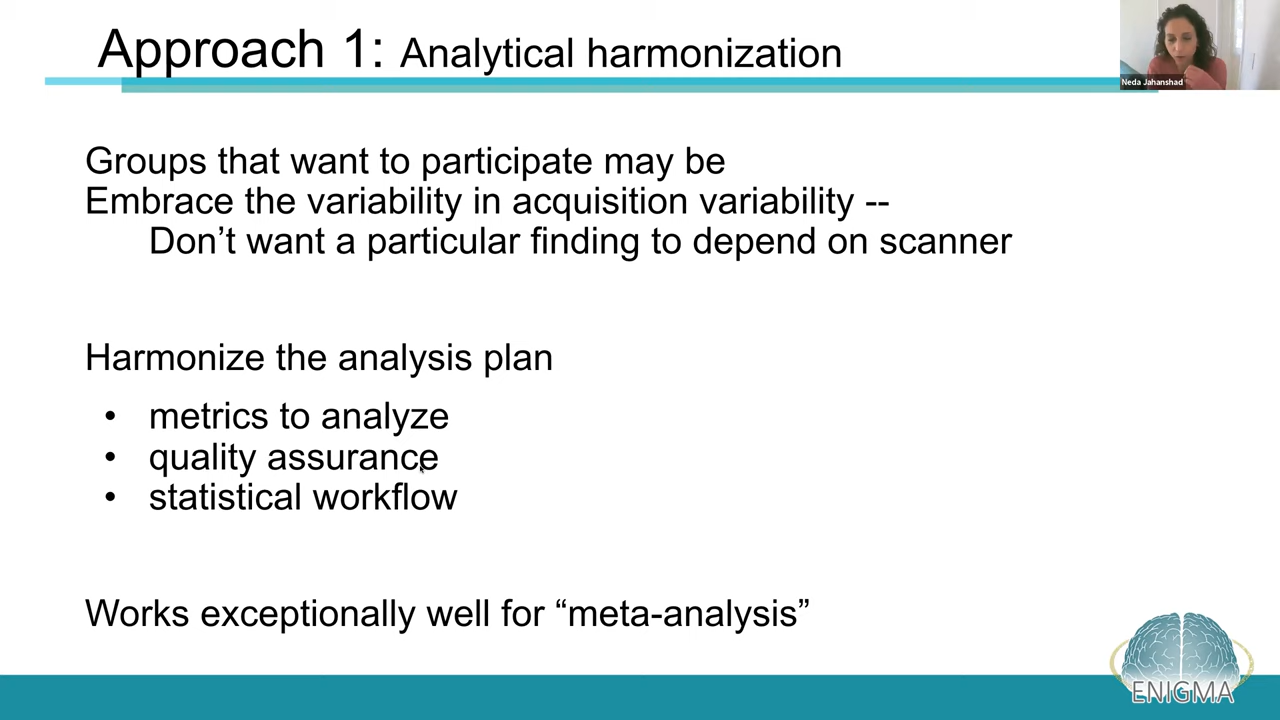 Approach 1: Analytical harmonization
Neda Jahanshad
Groups that want to participate may be
Embrace the variability in acquisition variability --
Don’t want a particular finding to depend on scanner
Harmonize the analysis plan
• metrics to analyze
• quality assurance
• statistical workflow
Works exceptionally well for “meta-analysis”
ENIGMA